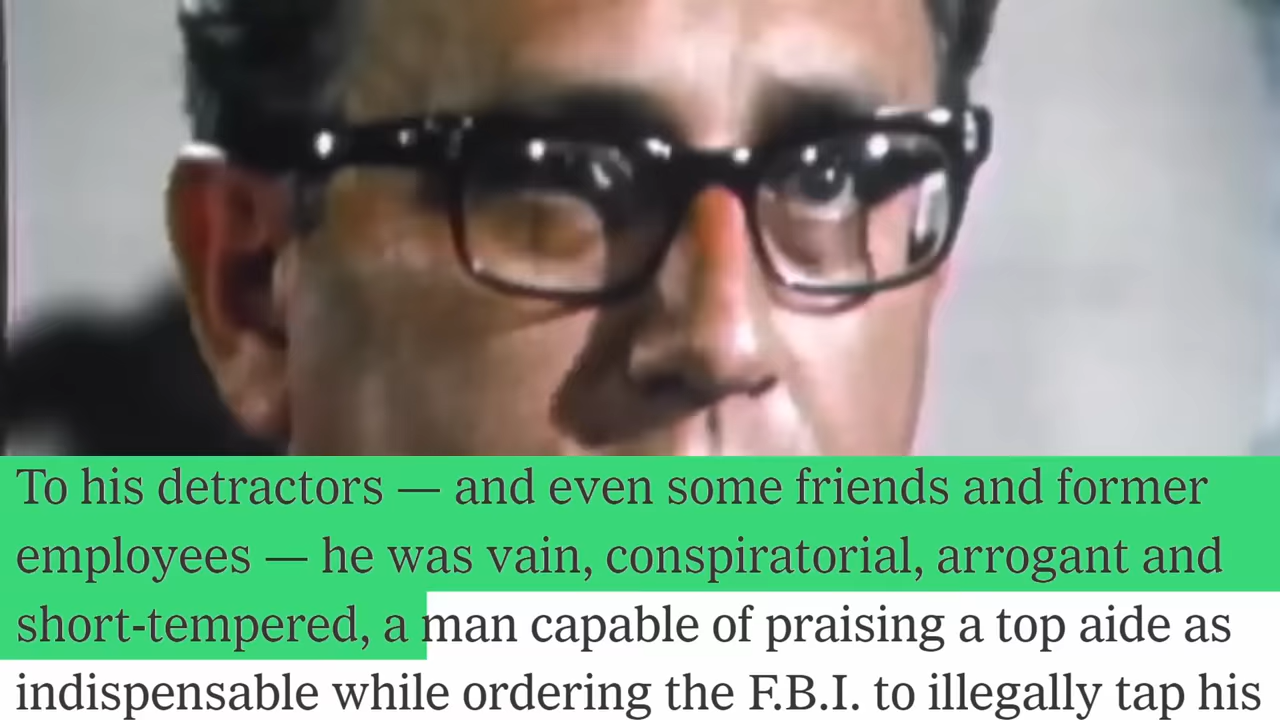 To his detractors — and even some friends and former
employees — he was vain, conspiratorial, arrogant and
short-tempered, a man capable of praising a top aide as
indispensable while ordering the F.B.I. to illegally tap his